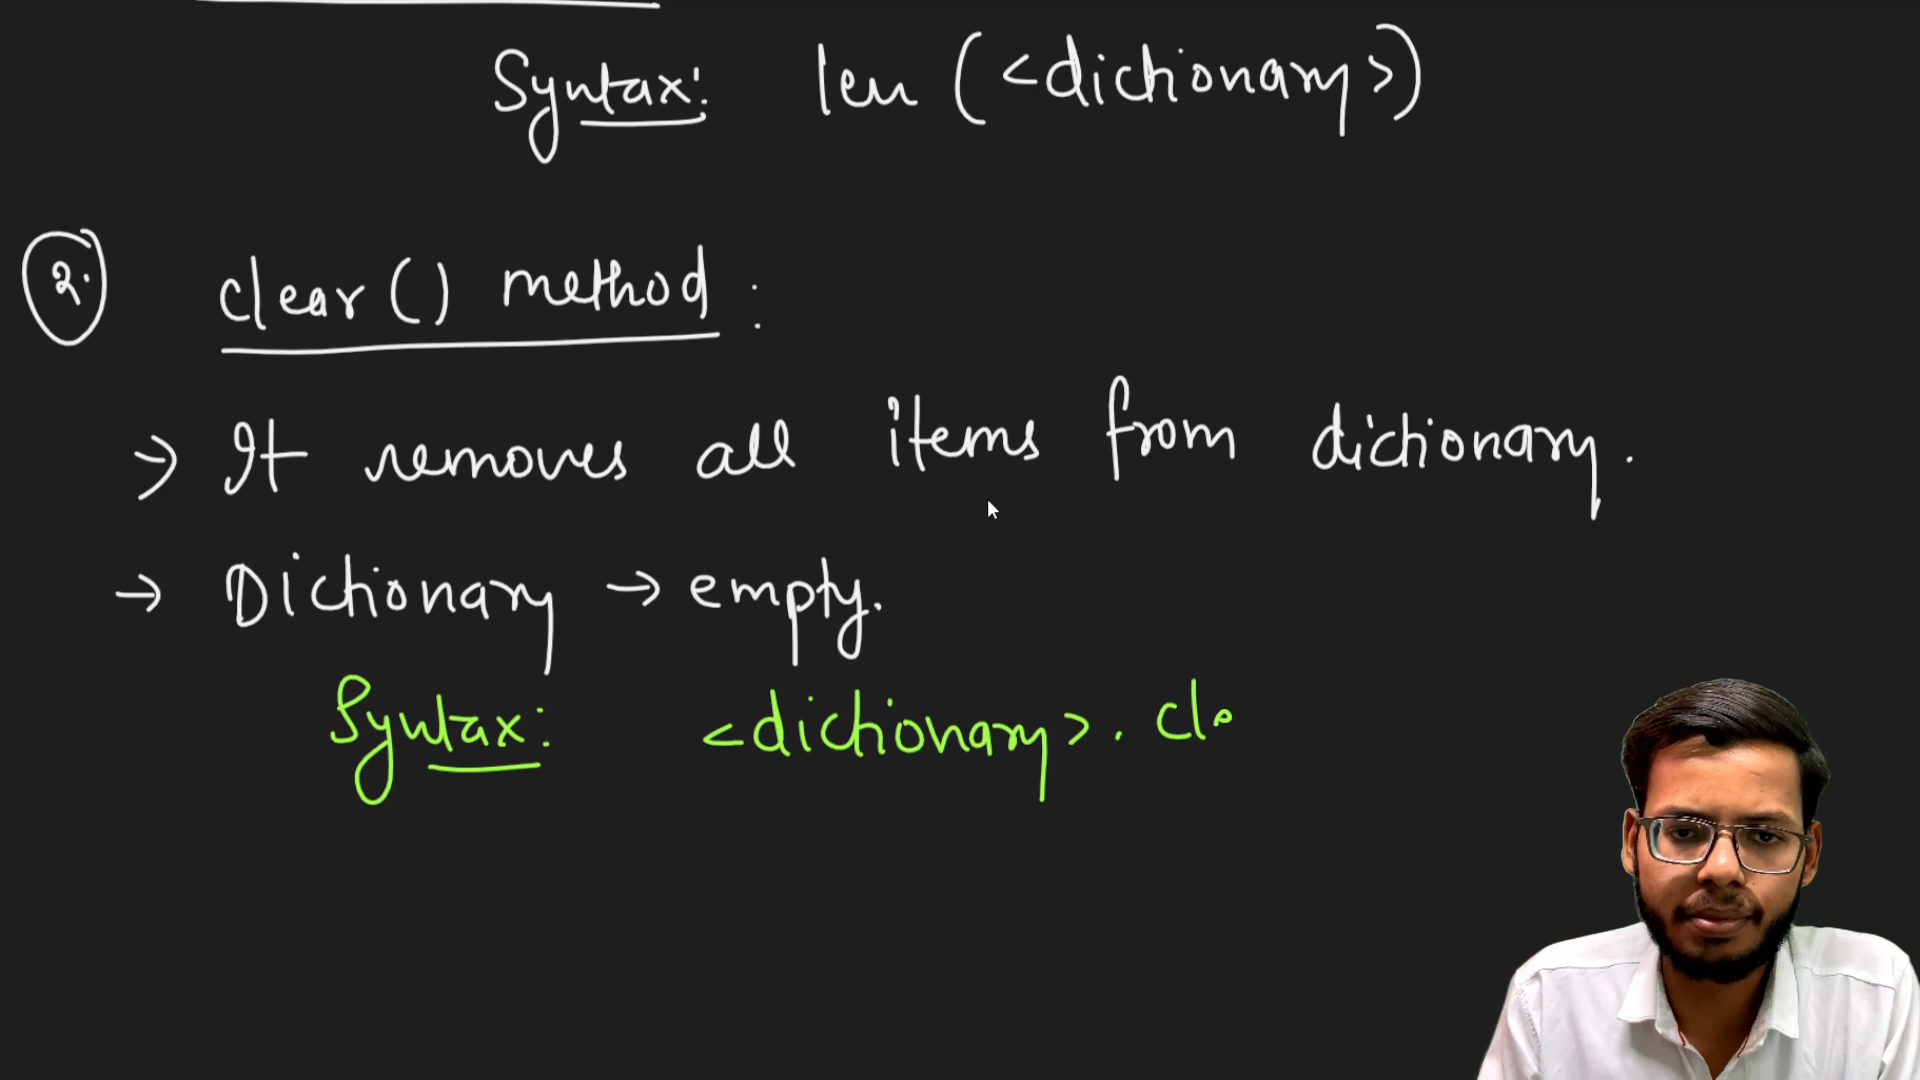 Syntax: len (<dictionary>)
2. clear () method :
→ It removes all items from dictionary.
→ Dictionary → empty.
Syntax: <dictionary>. cle